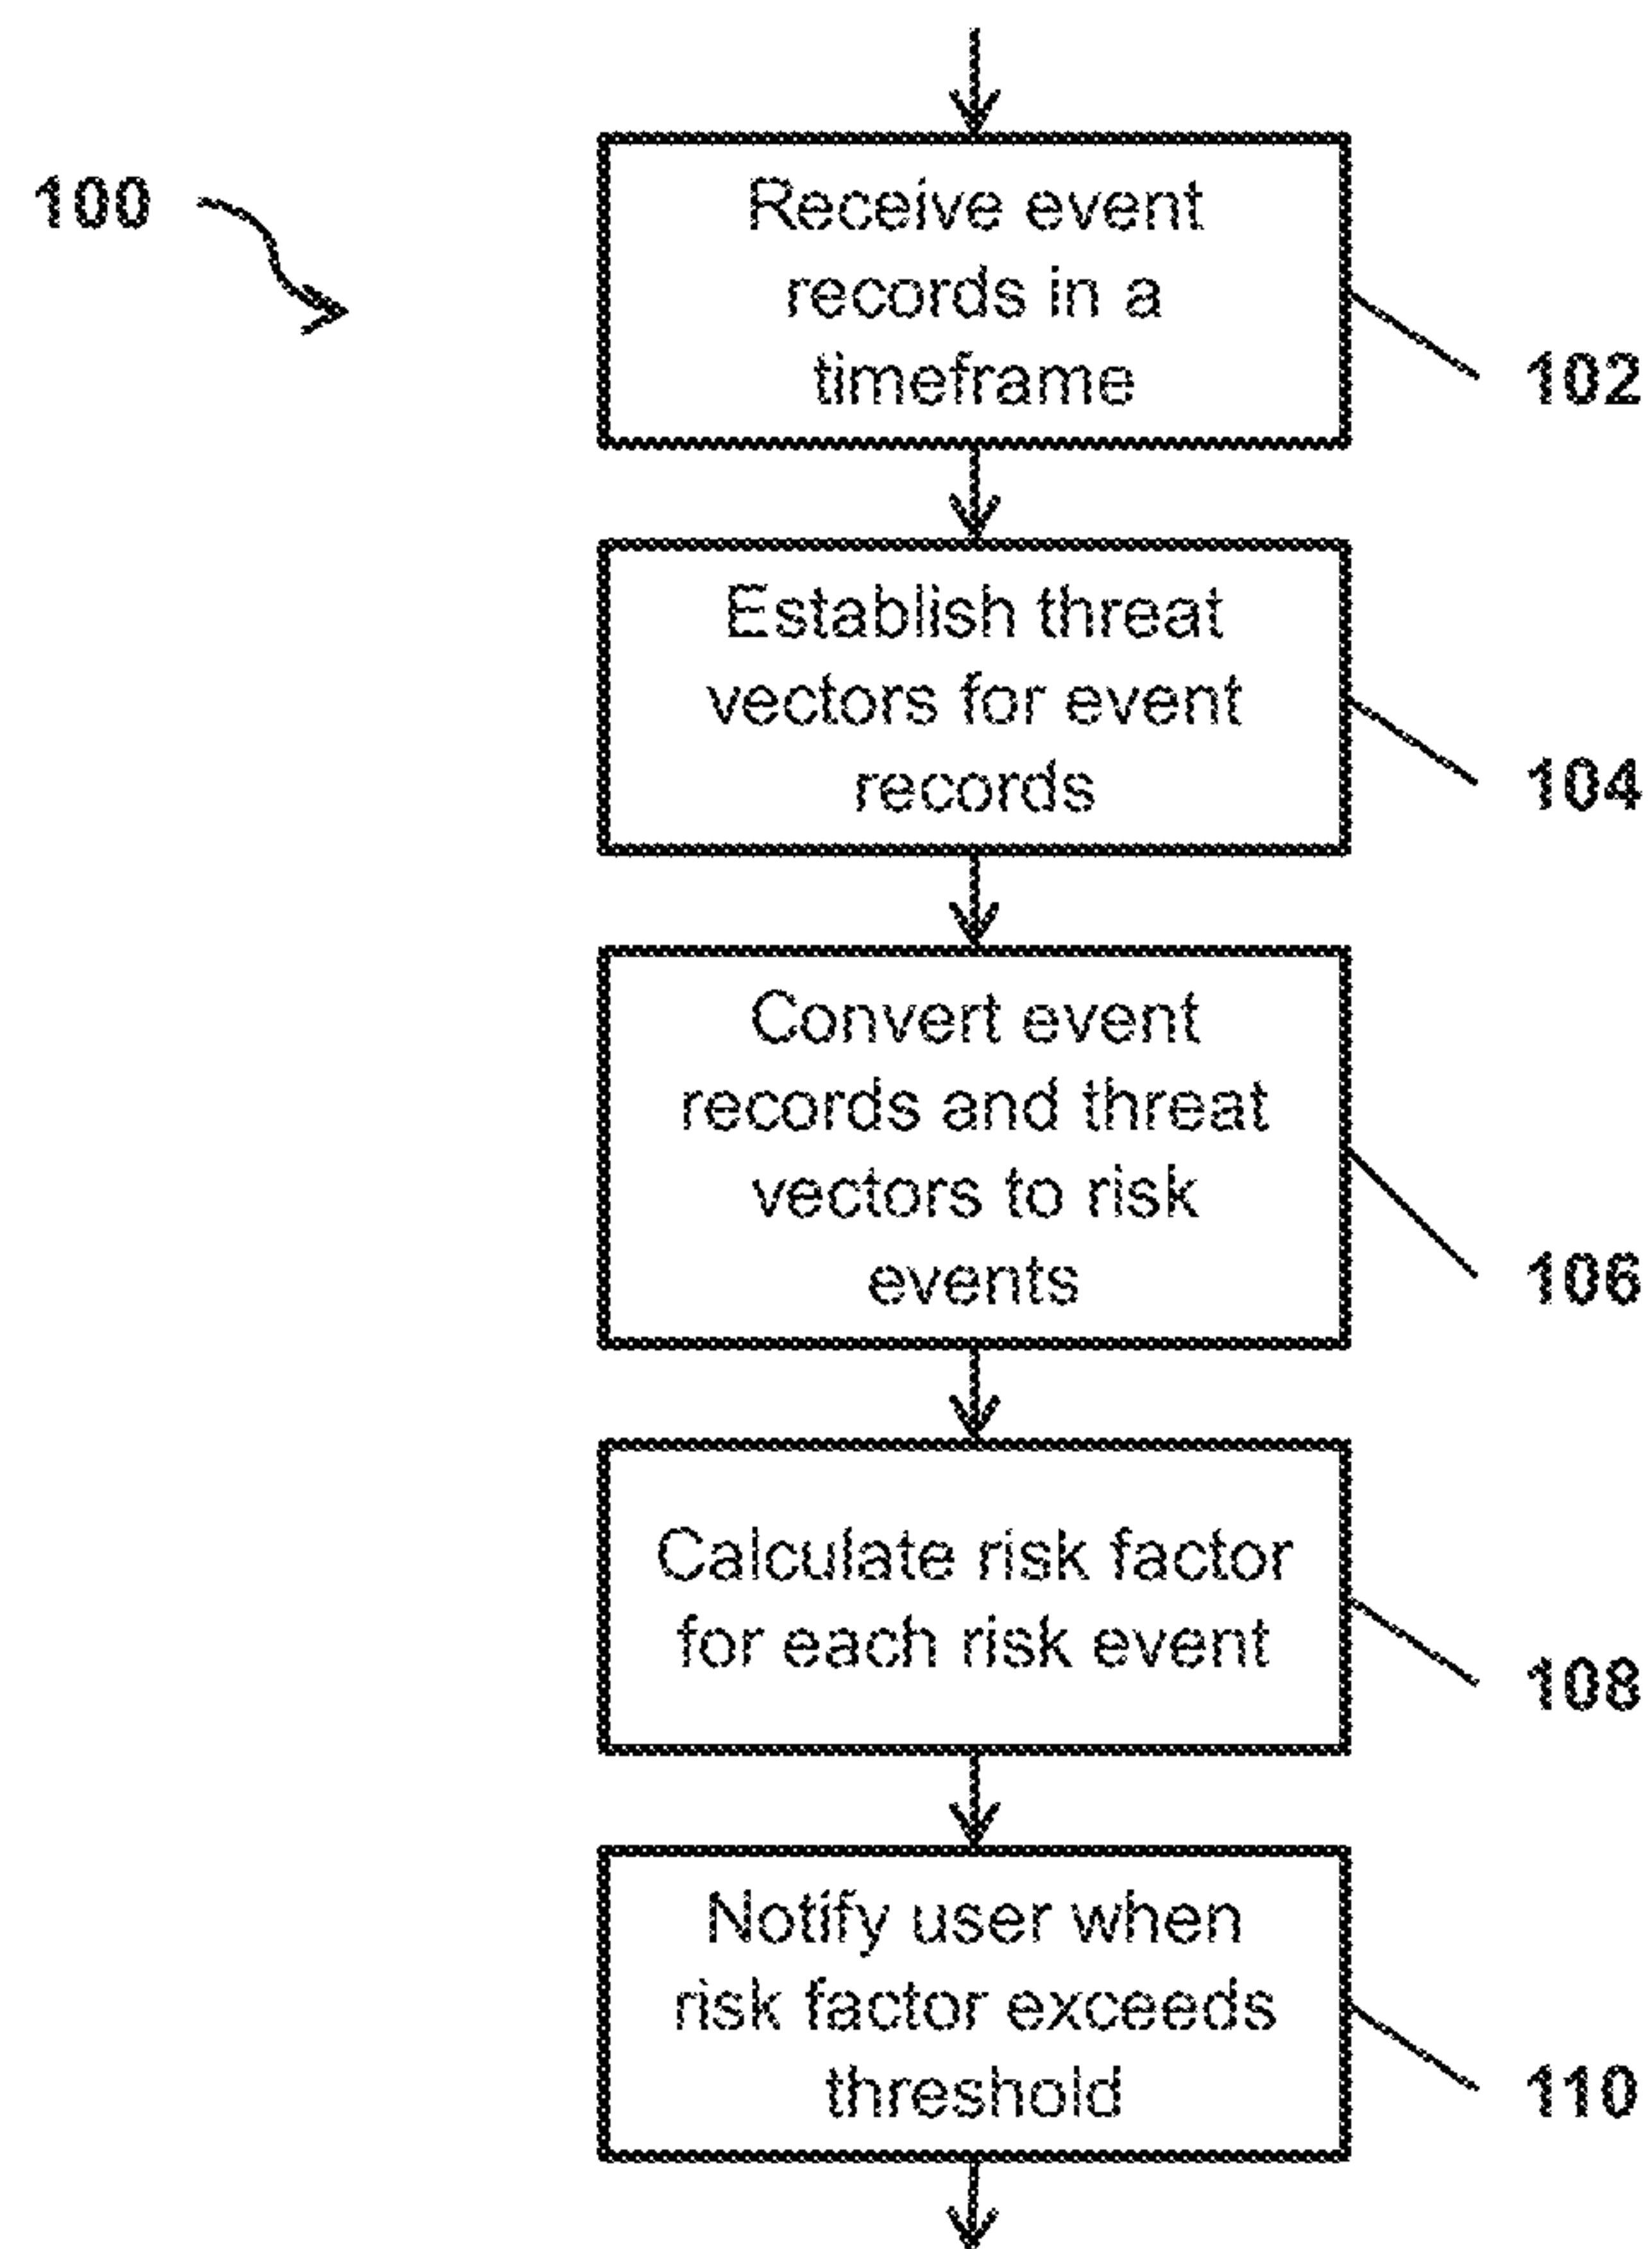 100
Receive event
records in a
timeframe
102
Establish threat
vectors for event
records
104
Convert event
records and threat
vectors to risk
events
106
Calculate risk factor
for each risk event
108
Notify user when
risk factor exceeds
threshold
110